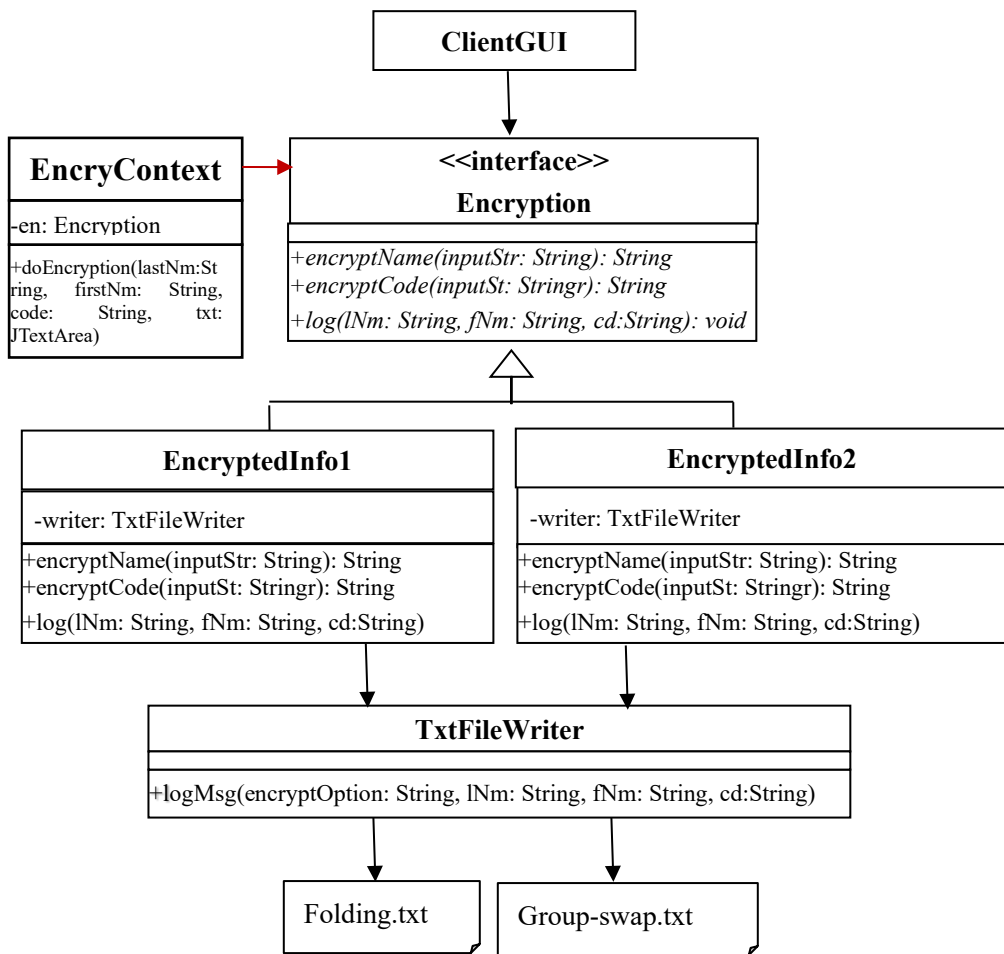 ClientGUI
EncryContext
-en: Encryption
+doEncryption(lastNm:St
ring, firstNm: String,
code: String, txt:
JTextArea)
<<interface>>
Encryption
+encryptName(inputStr: String): String
+encryptCode(inputSt: Stringr): String
+log(lNm: String, fNm: String, cd:String): void
EncryptedInfo1
-writer: TxtFileWriter
+encryptName(inputStr: String): String
+encryptCode(inputSt: Stringr): String
+log(lNm: String, fNm: String, cd:String)
EncryptedInfo2
-writer: TxtFileWriter
+encryptName(inputStr: String): String
+encryptCode(inputSt: Stringr): String
+log(lNm: String, fNm: String, cd:String)
TxtFileWriter
+logMsg(encryptOption: String, lNm: String, fNm: String, cd:String)
Folding.txt
Group-swap.txt